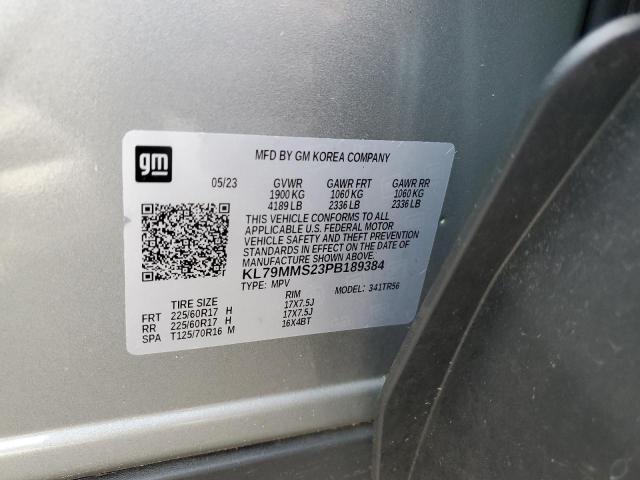 gm
MFD BY GM KOREA COMPANY
05/23 GVWR GAWR FRT GAWR RR
1900 KG 1060 KG 1060 KG
4189 LB 2336 LB 2336 LB
THIS VEHICLE CONFORMS TO ALL
APPLICABLE U.S. FEDERAL MOTOR
VEHICLE SAFETY AND THEFT PREVENTION
STANDARDS IN EFFECT ON THE DATE OF
MANUFACTURE SHOWN ABOVE.
KL79MMS23PB189384
TYPE: MPV MODEL: 341TR56
TIRE SIZE RIM
FRT 225/60R17 H 17X7.5J
RR 225/60R17 H 17X7.5J
SPA T125/70R16 M 16X4BT